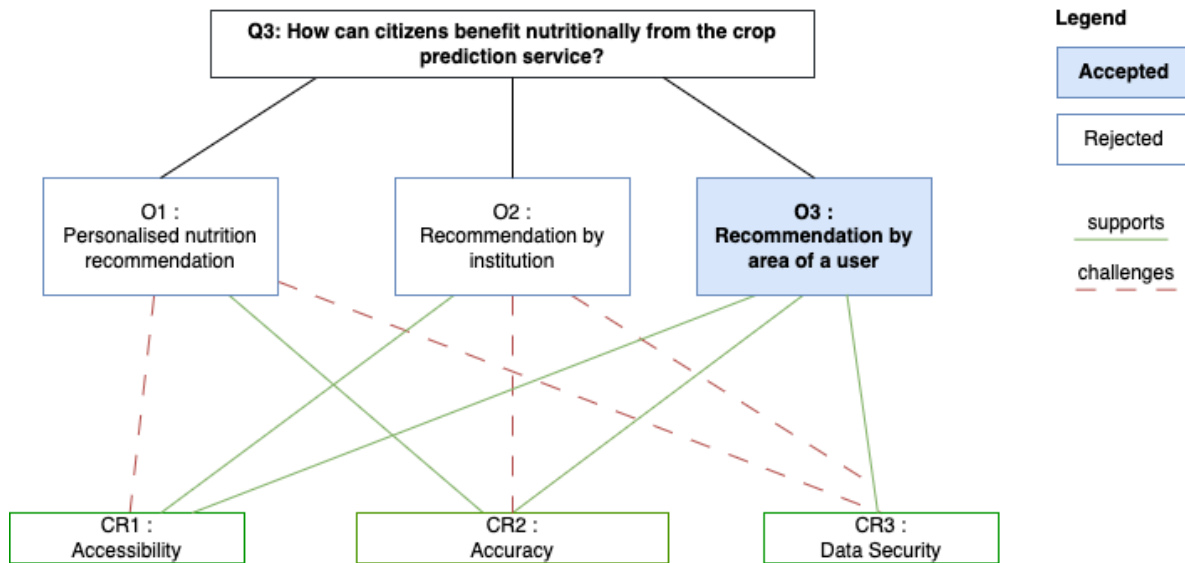 Q3: How can citizens benefit nutritionally from the crop
prediction service?
Legend
Accepted
Rejected
O1 :
Personalised nutrition
recommendation
O2 :
Recommendation by
institution
O3 :
Recommendation by
area of a user
supports
challenges
CR1 :
Accessibility
CR2 :
Accuracy
CR3 :
Data Security